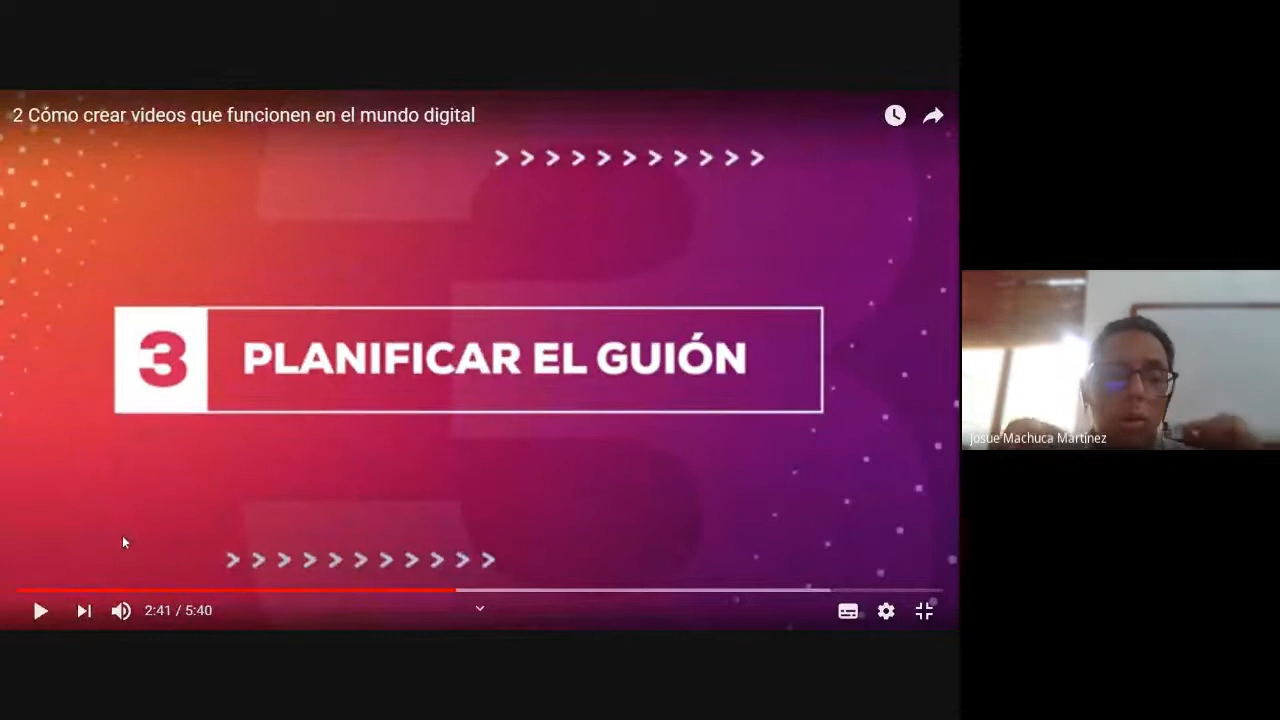 2 Cómo crear videos que funcionen en el mundo digital
3 PLANIFICAR EL GUIÓN
Josue Machuca Martinez
2:41 / 5:40